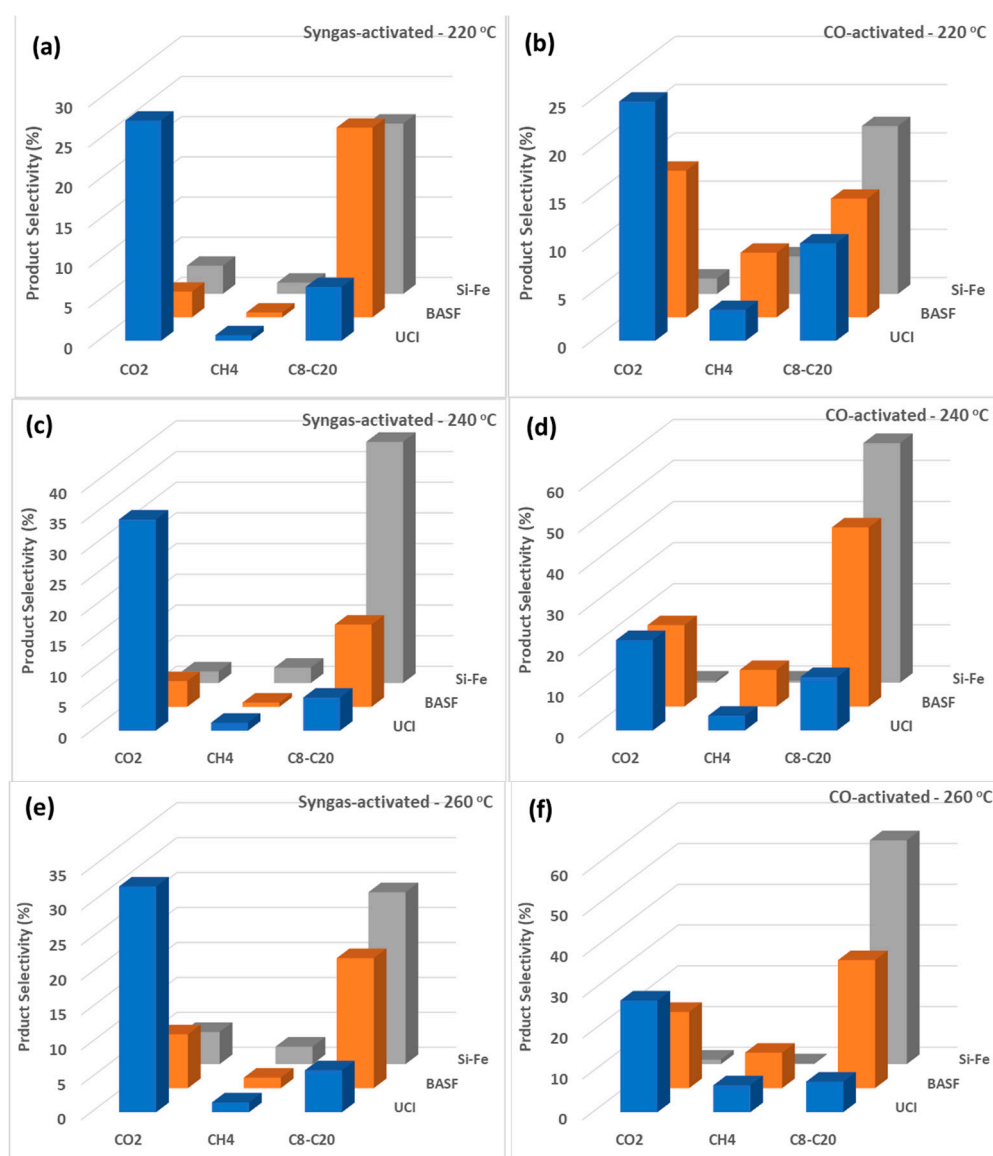 (a)
Syngas-activated - 220 °C
Product Selectivity (%)
30
25
20
15
10
5
0
CO2
CH4
C8-C20
Si-Fe
BASF
UCI
(b)
CO-activated - 220 °C
Product Selectivity (%)
25
20
15
10
5
0
CO2
CH4
C8-C20
Si-Fe
BASF
UCI
(c)
Syngas-activated - 240 °C
Product Selectivity (%)
40
35
30
25
20
15
10
5
0
CO2
CH4
C8-C20
Si-Fe
BASF
UCI
(d)
CO-activated - 240 °C
Product Selectivity (%)
60
50
40
30
20
10
0
CO2
CH4
C8-C20
Si-Fe
BASF
UCI
(e)
Syngas-activated - 260 °C
Prduct Selectivity (%)
35
30
25
20
15
10
5
0
CO2
CH4
C8-C20
Si-Fe
BASF
UCI
(f)
CO-activated - 260 °C
Product Selectivity (%)
60
50
40
30
20
10
0
CO2
CH4
C8-C20
Si-Fe
BASF
UCI